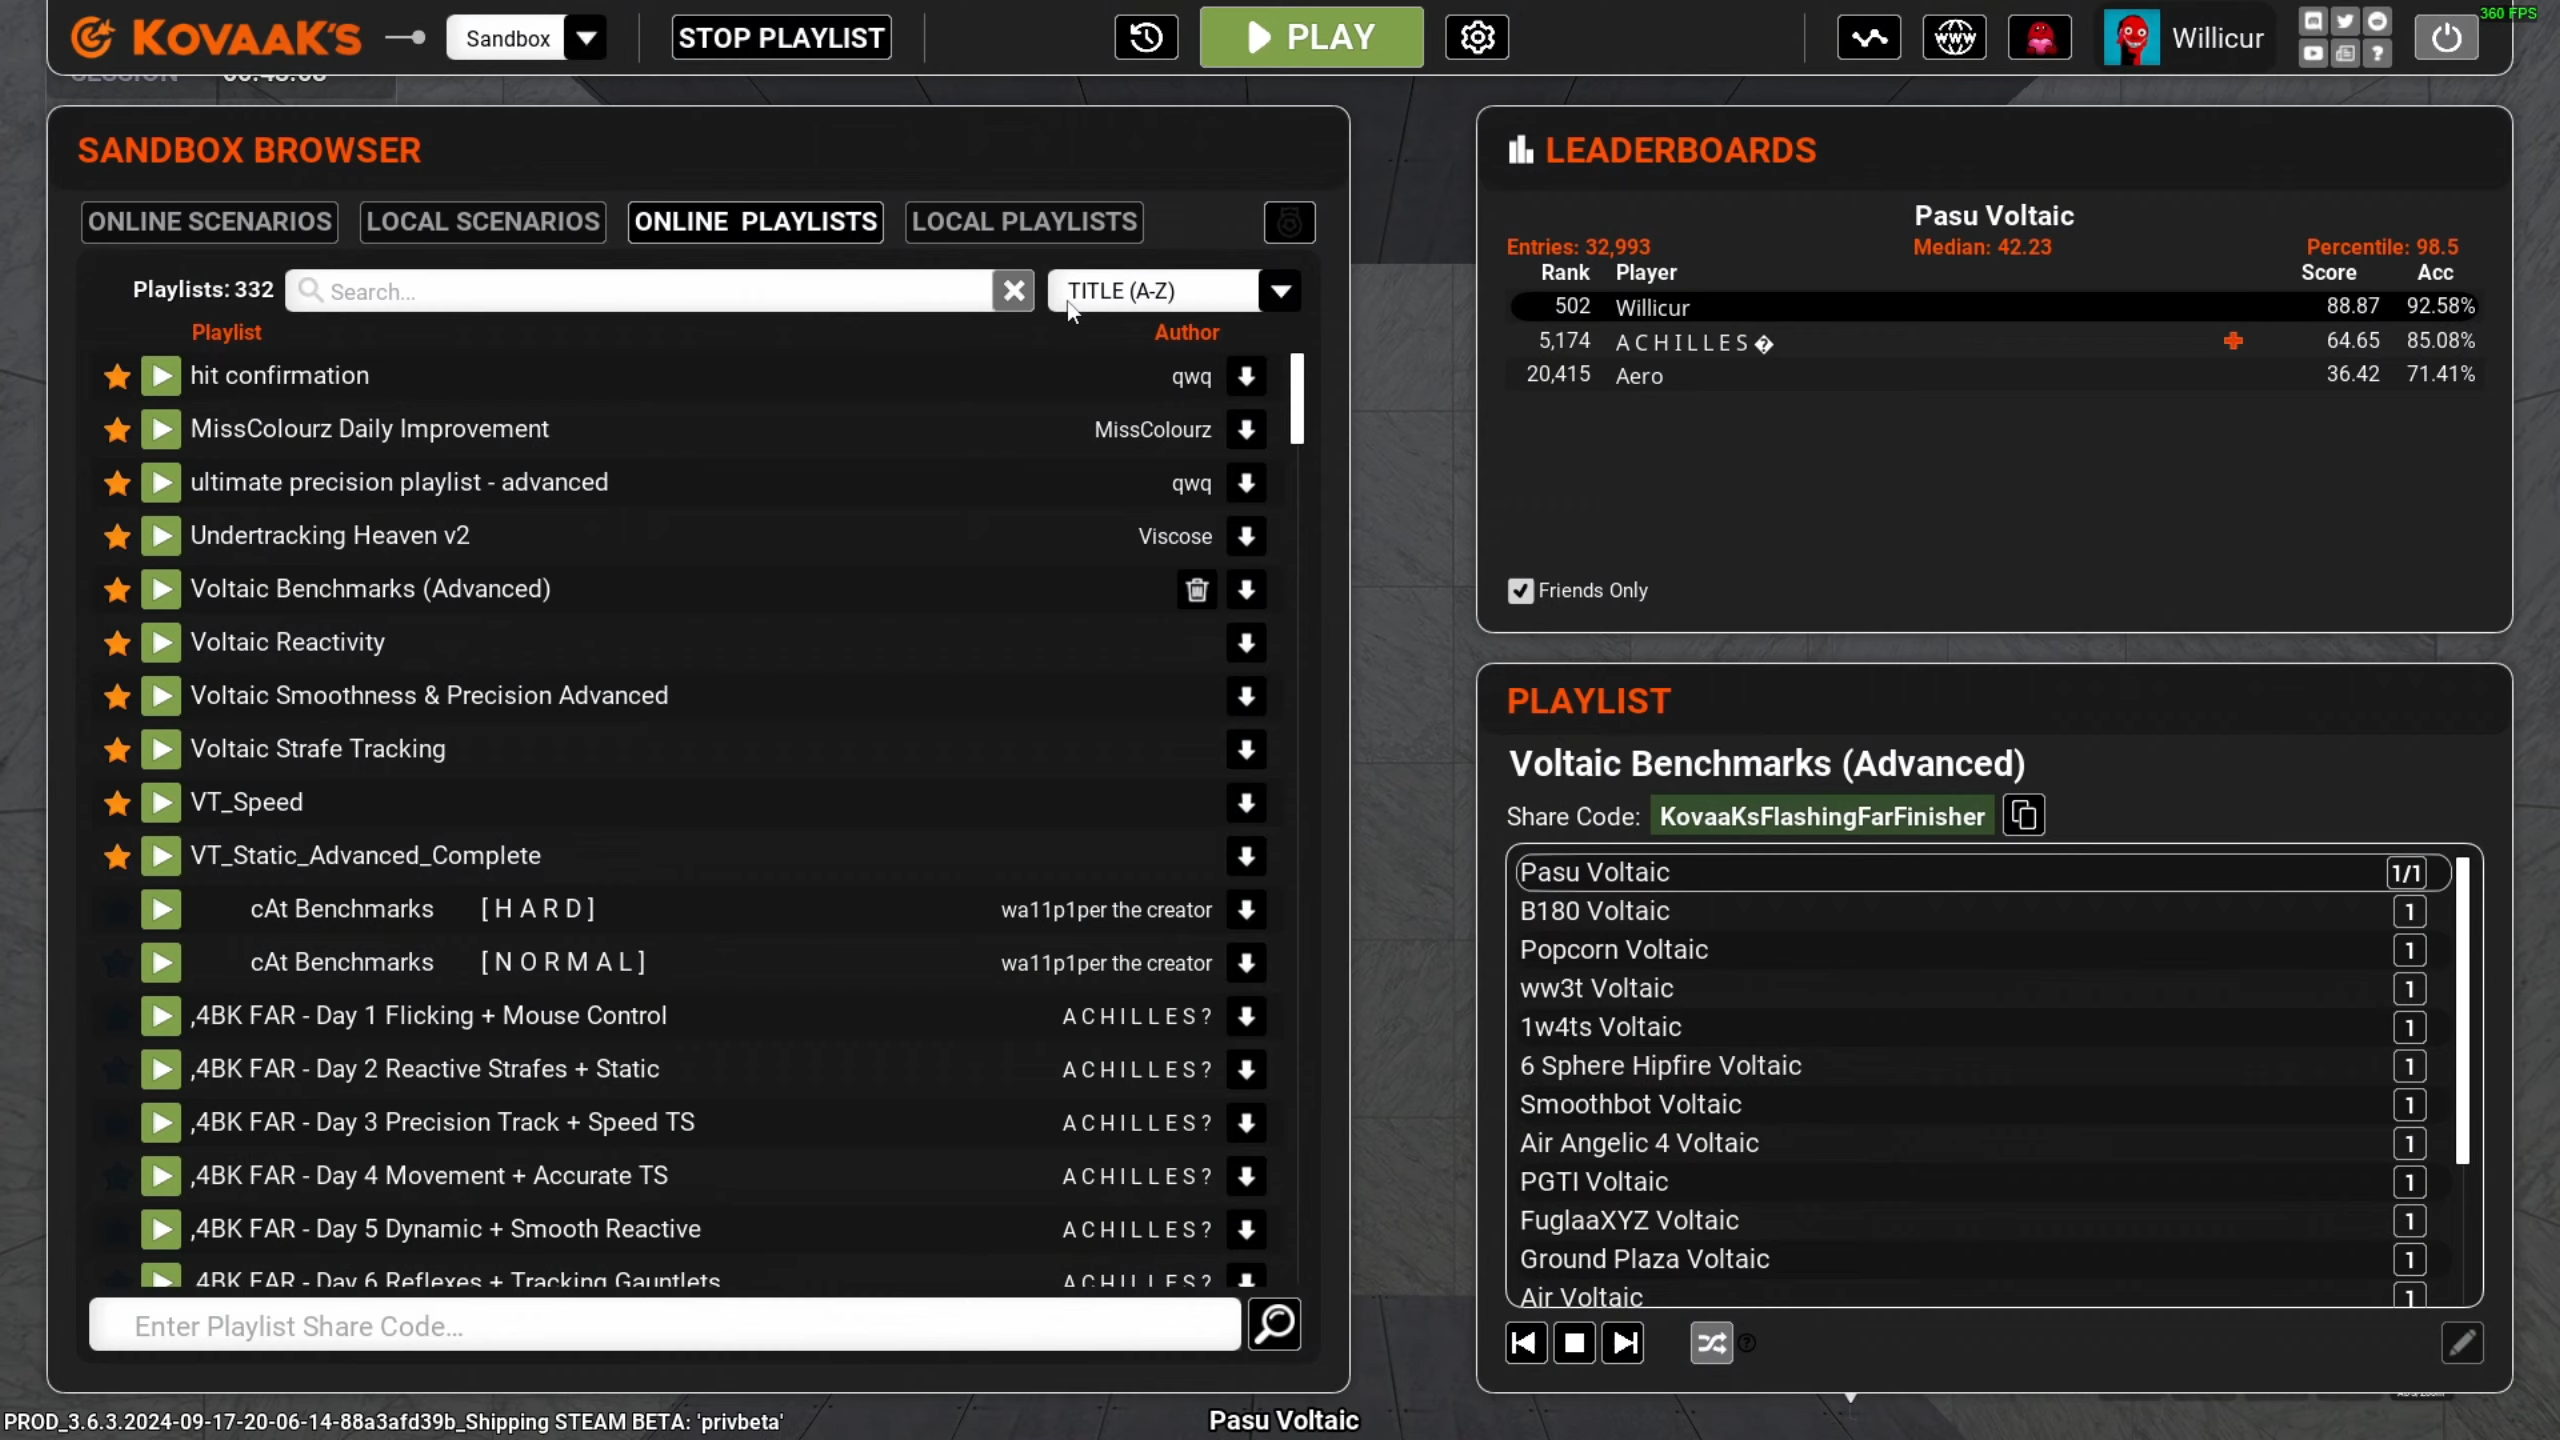 360 FPS
KOVAAK'S
Sandbox
STOP PLAYLIST
PLAY
WWW
Willicur
?
SANDBOX BROWSER
ONLINE SCENARIOS
LOCAL SCENARIOS
ONLINE PLAYLISTS
LOCAL PLAYLISTS
Playlists: 332
Search...
TITLE (A-Z)
Playlist Author
hit confirmation qwq
MissColourz Daily Improvement MissColourz
ultimate precision playlist - advanced qwq
Undertracking Heaven v2 Viscose
Voltaic Benchmarks (Advanced)
Voltaic Reactivity
Voltaic Smoothness & Precision Advanced
Voltaic Strafe Tracking
VT_Speed
VT_Static_Advanced_Complete
cAt Benchmarks [ H A R D ] wa11p1per the creator
cAt Benchmarks [ N O R M A L ] wa11p1per the creator
,4BK FAR - Day 1 Flicking + Mouse Control A C H I L L E S ?
,4BK FAR - Day 2 Reactive Strafes + Static A C H I L L E S ?
,4BK FAR - Day 3 Precision Track + Speed TS A C H I L L E S ?
,4BK FAR - Day 4 Movement + Accurate TS A C H I L L E S ?
,4BK FAR - Day 5 Dynamic + Smooth Reactive A C H I L L E S ?
,4BK FAR - Day 6 Reflexes + Tracking Gauntlets A C H I L L E S ?
Enter Playlist Share Code...
LEADERBOARDS
Pasu Voltaic
Entries: 32,993 Median: 42.23 Percentile: 98.5
Rank Player Score Acc
502 Willicur 88.87 92.58%
5,174 A C H I L L E S � 64.65 85.08%
20,415 Aero 36.42 71.41%
Friends Only
PLAYLIST
Voltaic Benchmarks (Advanced)
Share Code: KovaaKsFlashingFarFinisher
Pasu Voltaic 1/1
B180 Voltaic 1
Popcorn Voltaic 1
ww3t Voltaic 1
1w4ts Voltaic 1
6 Sphere Hipfire Voltaic 1
Smoothbot Voltaic 1
Air Angelic 4 Voltaic 1
PGTI Voltaic 1
FuglaaXYZ Voltaic 1
Ground Plaza Voltaic 1
Air Voltaic 1
?
PROD_3.6.3.2024-09-17-20-06-14-88a3afd39b_Shipping STEAM BETA: 'privbeta'
Pasu Voltaic